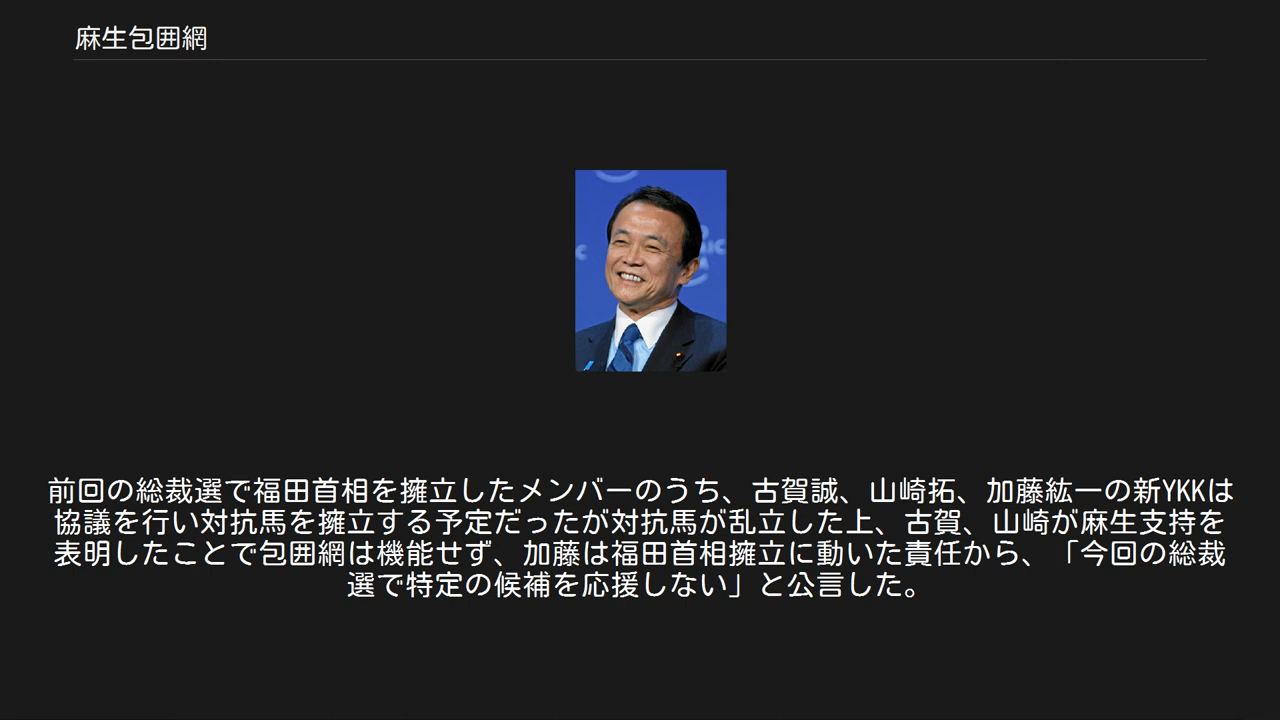 麻生包囲網
前回の総裁選で福田首相を擁立したメンバーのうち、古賀誠、山崎拓、加藤紘一の新YKKは
協議を行い対抗馬を擁立する予定だったが対抗馬が乱立した上、古賀、山崎が麻生支持を
表明したことで包囲網は機能せず、加藤は福田首相擁立に動いた責任から、「今回の総裁
選で特定の候補を応援しない」と公言した。